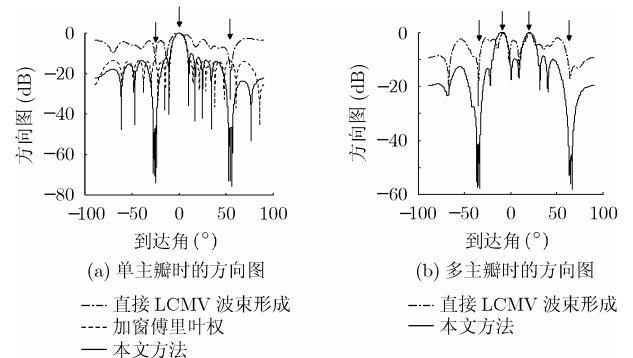 方向图 (dB)
0
−20
−40
−60
−80
−100 −50 0 50 100
到达角(°)
(a) 单主瓣时的方向图
直接 LCMV 波束形成
加窗傅里叶权
本文方法
方向图 (dB)
0
−20
−40
−60
−100 −50 0 50 100
到达角(°)
(b) 多主瓣时的方向图
直接 LCMV 波束形成
本文方法